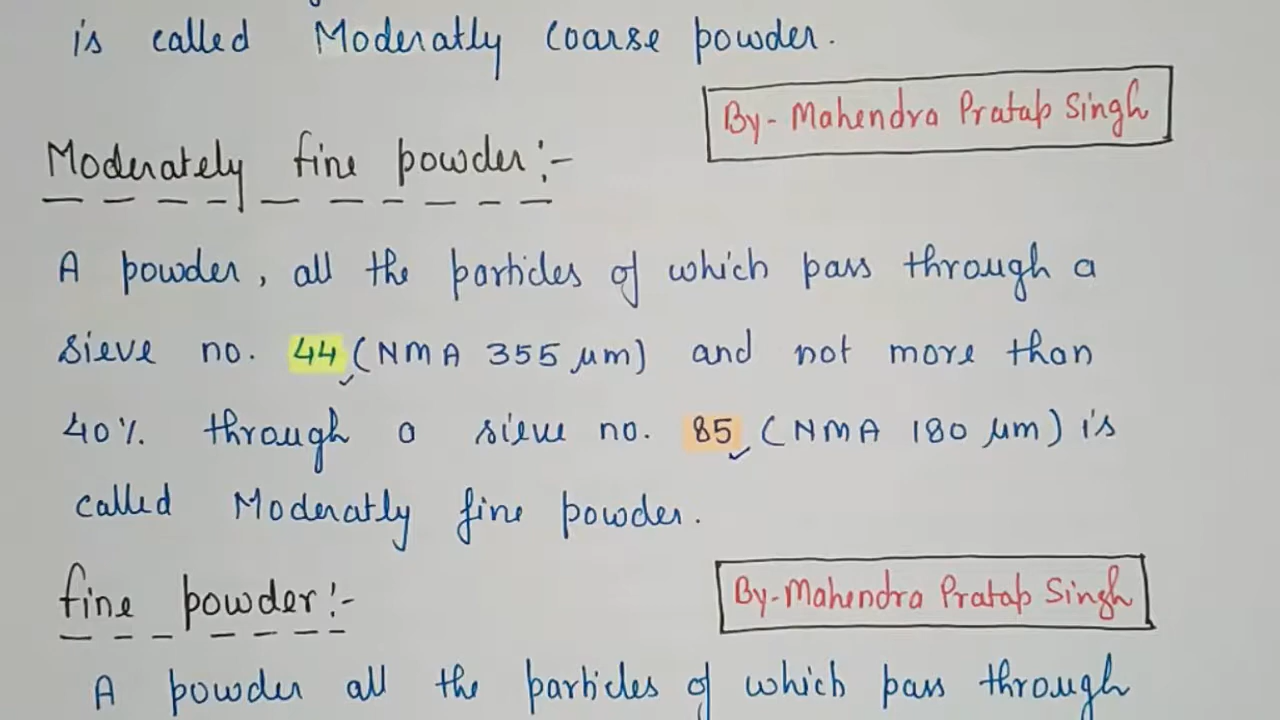 is called Moderatly coarse powder.
By- Mahendra Pratap Singh
Moderately fine powder:-
A powder, all the particles of which pass through a
sieve no. 44 (NMA 355 µm) and not more than
40% through a sieve no. 85 (NMA 180 µm) is
called Moderatly fine powder.
fine powder:-
By-Mahendra Pratap Singh
A powder all the particles of which pass through